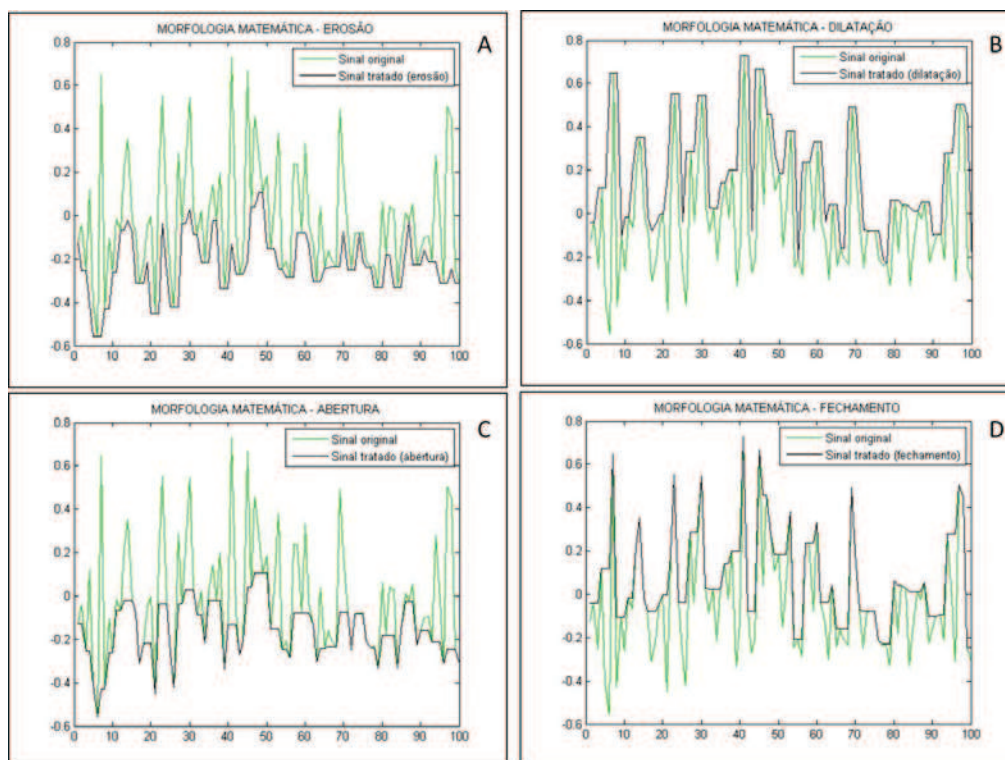 MORFOLOGIA MATEMÁTICA - EROSÃO
A
Sinal original
Sinal tratado (erosão)
0.8
0.6
0.4
0.2
0
-0.2
-0.4
-0.6
0 10 20 30 40 50 60 70 80 90 100
MORFOLOGIA MATEMÁTICA - DILATAÇÃO
B
Sinal original
Sinal tratado (dilatação)
0.8
0.6
0.4
0.2
0
-0.2
-0.4
-0.6
0 10 20 30 40 50 60 70 80 90 100
MORFOLOGIA MATEMÁTICA - ABERTURA
C
Sinal original
Sinal tratado (abertura)
0.8
0.6
0.4
0.2
0
-0.2
-0.4
-0.6
0 10 20 30 40 50 60 70 80 90 100
MORFOLOGIA MATEMÁTICA - FECHAMENTO
D
Sinal original
Sinal tratado (fechamento)
0.8
0.6
0.4
0.2
0
-0.2
-0.4
-0.6
0 10 20 30 40 50 60 70 80 90 100